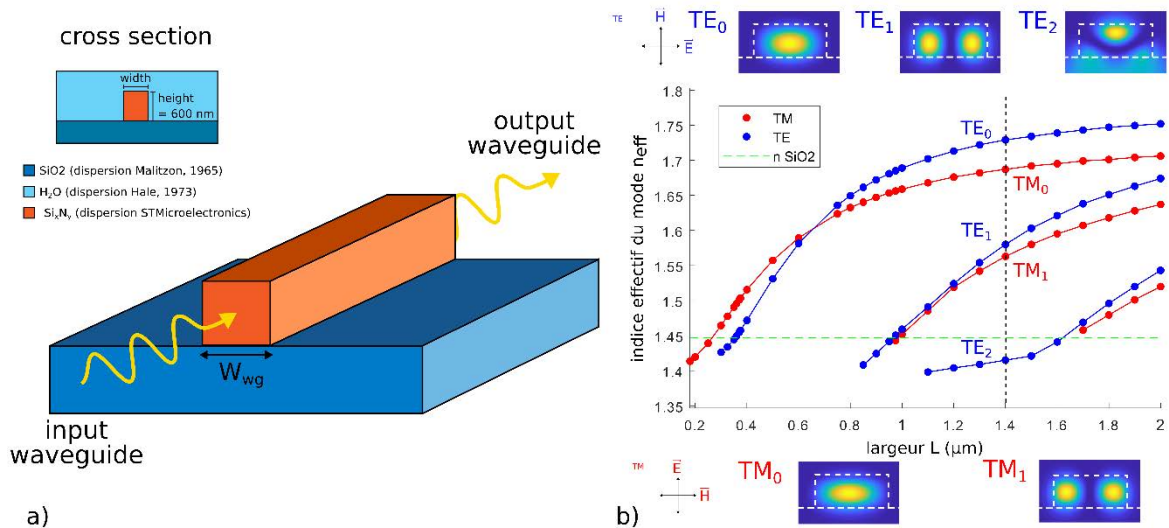 cross section
width
height
= 600 nm
SiO2 (dispersion Malitzon, 1965)
H₂O (dispersion Hale, 1973)
SiₓNᵧ (dispersion STMicroelectronics)
output
waveguide
W_wg
input
waveguide
a)
TE
H̅
E̅
TE₀
TE₁
TE₂
indice effectif du mode neff
1.8
1.75
1.7
1.65
1.6
1.55
1.5
1.45
1.4
1.35
TM
TE
n SiO2
TE₀
TM₀
TE₁
TM₁
TE₂
0.2 0.4 0.6 0.8 1 1.2 1.4 1.6 1.8 2
largeur L (μm)
TM
E̅
H̅
TM₀
TM₁
b)